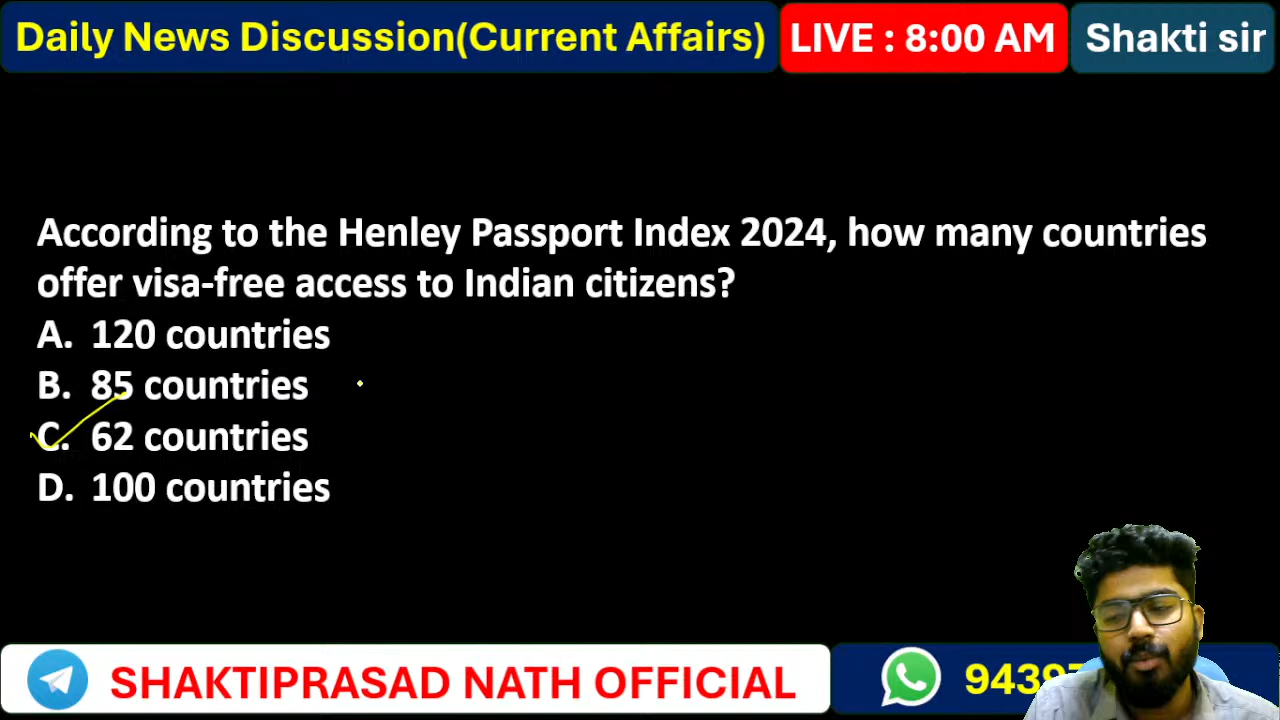 Daily News Discussion(Current Affairs) LIVE : 8:00 AM Shakti sir
According to the Henley Passport Index 2024, how many countries
offer visa-free access to Indian citizens?
A. 120 countries
B. 85 countries
C. 62 countries
D. 100 countries
SHAKTIPRASAD NATH OFFICIAL